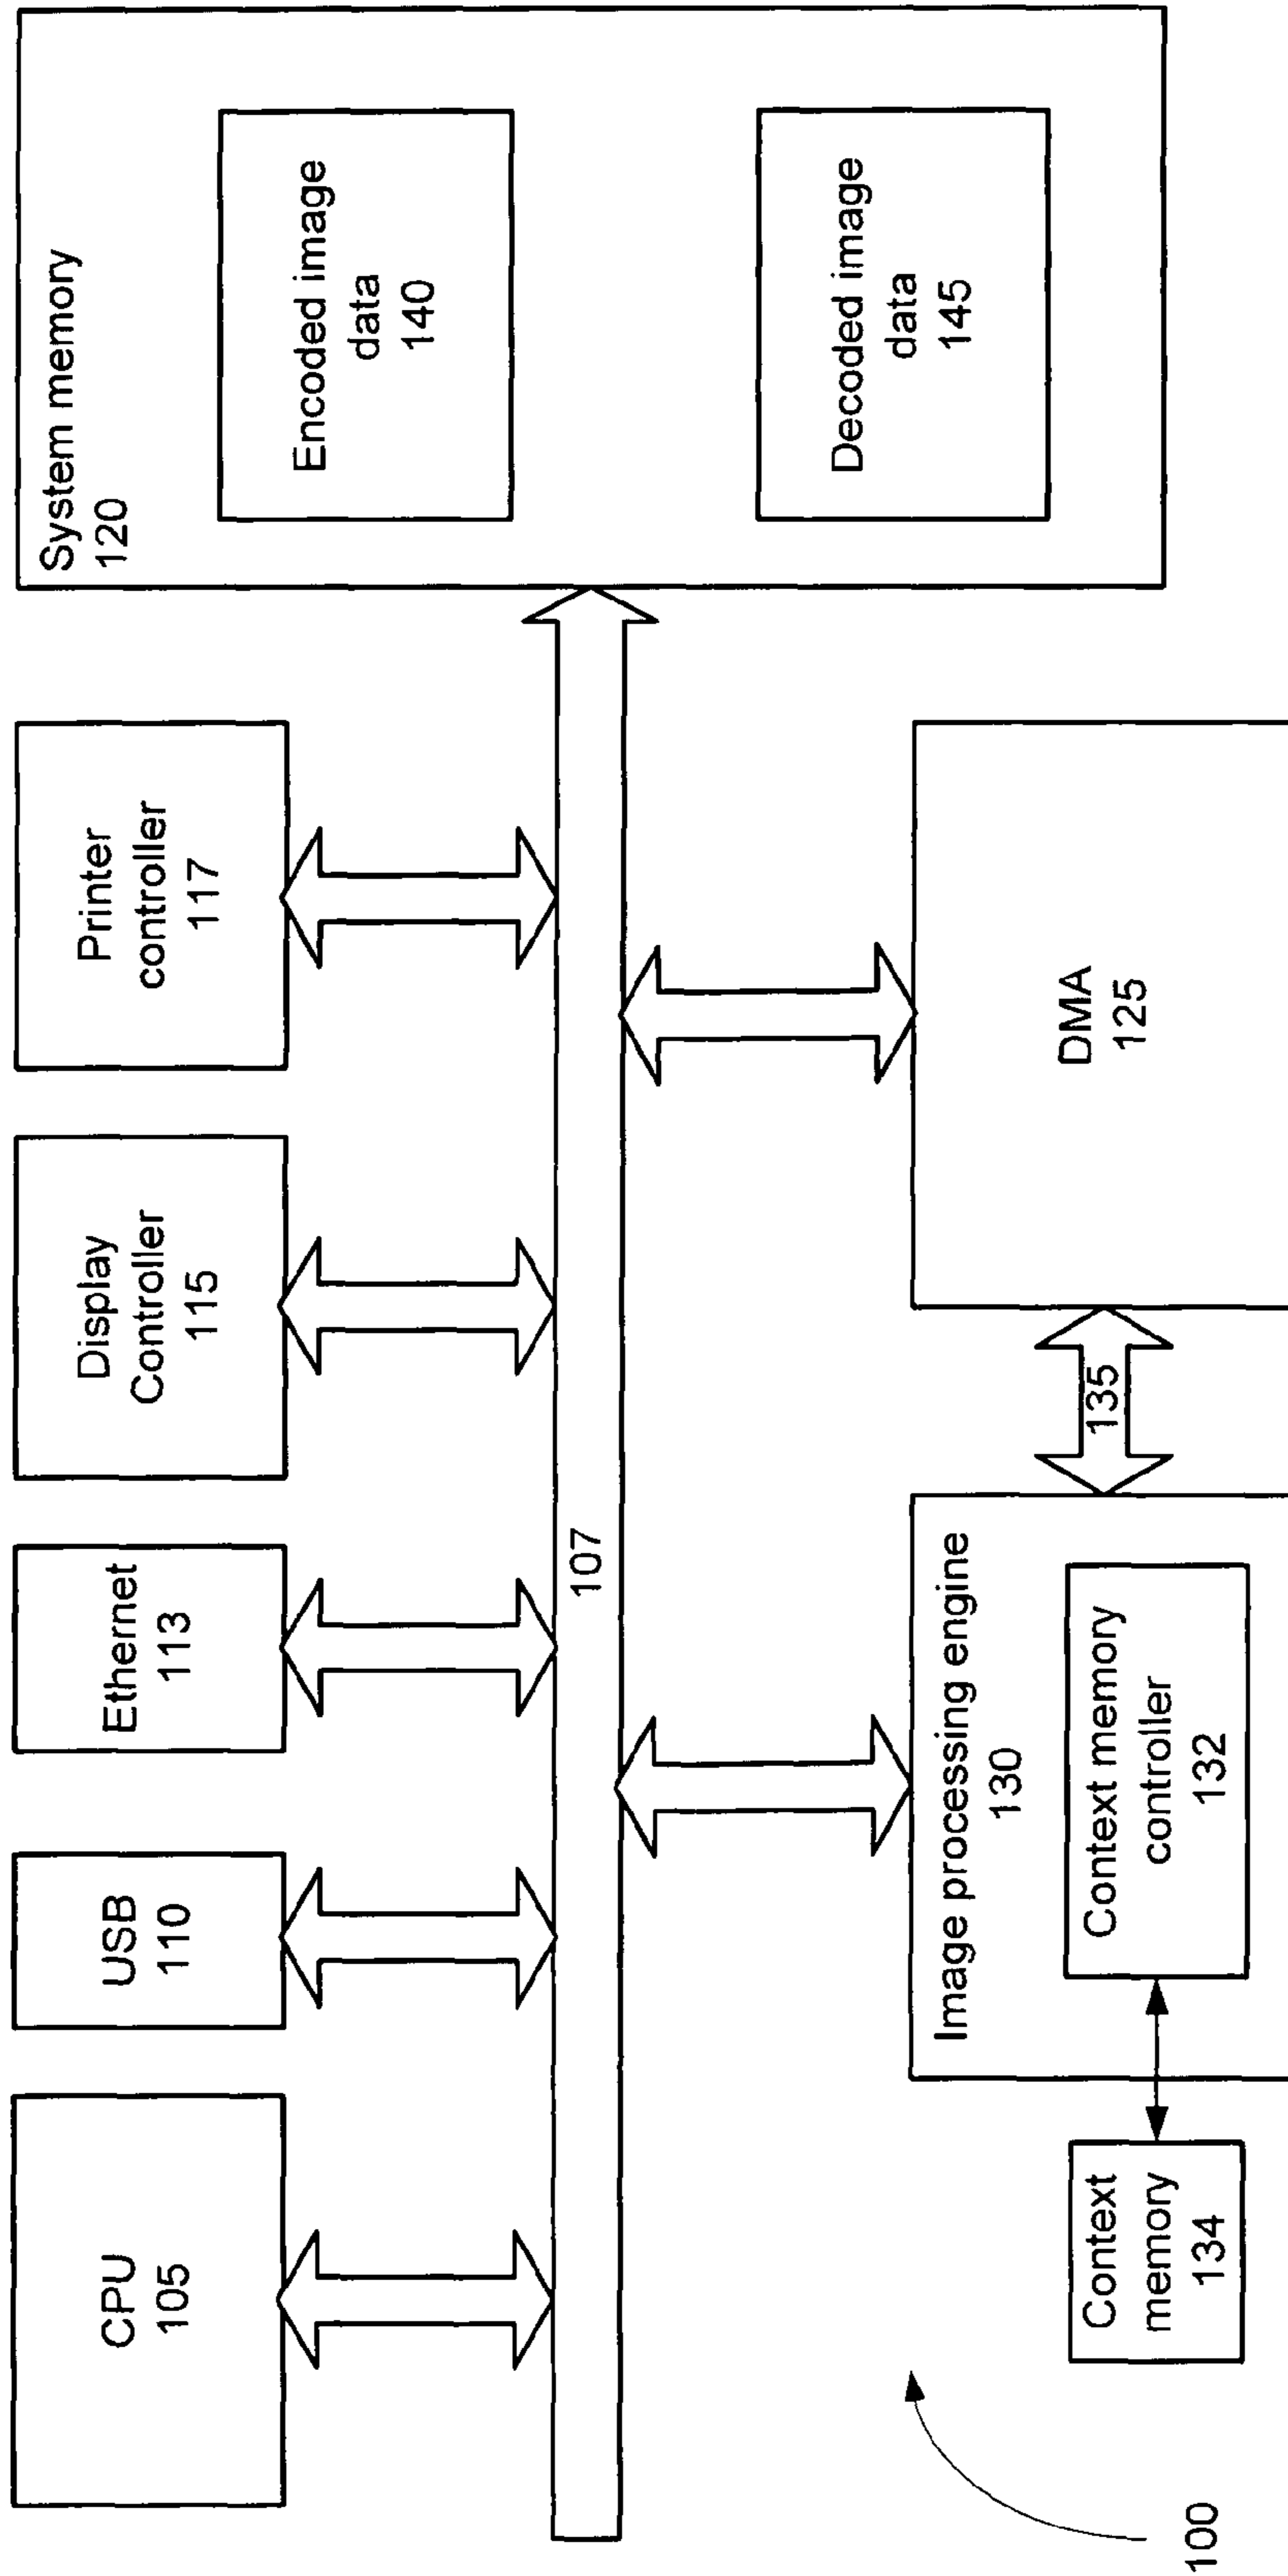 CPU
105
USB
110
Ethernet
113
Display
Controller
115
Printer
controller
117
System memory
120
Encoded image
data
140
Decoded image
data
145
107
Image processing engine
130
Context memory
controller
132
Context
memory
134
135
DMA
125
100